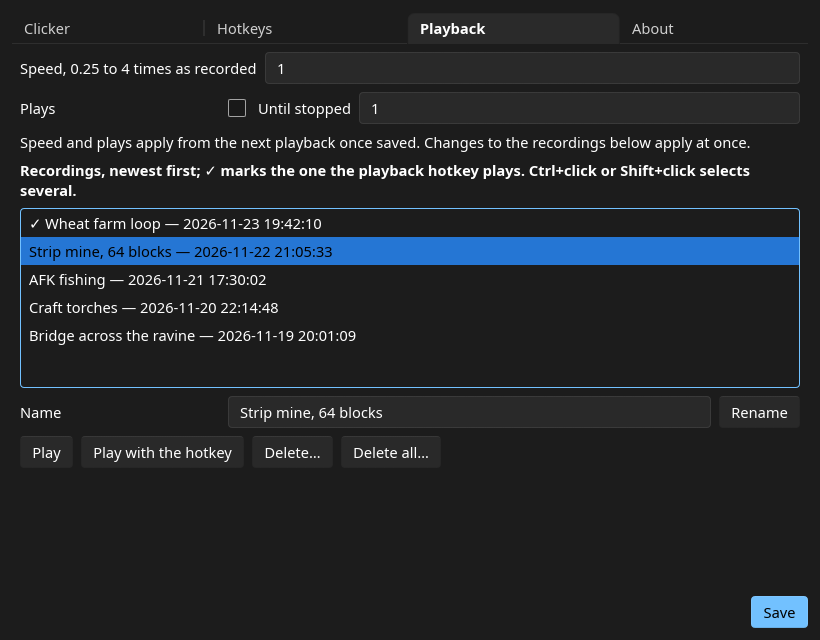 Clicker Hotkeys Playback About
Speed, 0.25 to 4 times as recorded 1
Plays Until stopped 1
Speed and plays apply from the next playback once saved. Changes to the recordings below apply at once.
Recordings, newest first; ✓ marks the one the playback hotkey plays. Ctrl+click or Shift+click selects
several.
✓ Wheat farm loop — 2026-11-23 19:42:10
Strip mine, 64 blocks — 2026-11-22 21:05:33
AFK fishing — 2026-11-21 17:30:02
Craft torches — 2026-11-20 22:14:48
Bridge across the ravine — 2026-11-19 20:01:09
Name Strip mine, 64 blocks Rename
Play Play with the hotkey Delete... Delete all...
Save